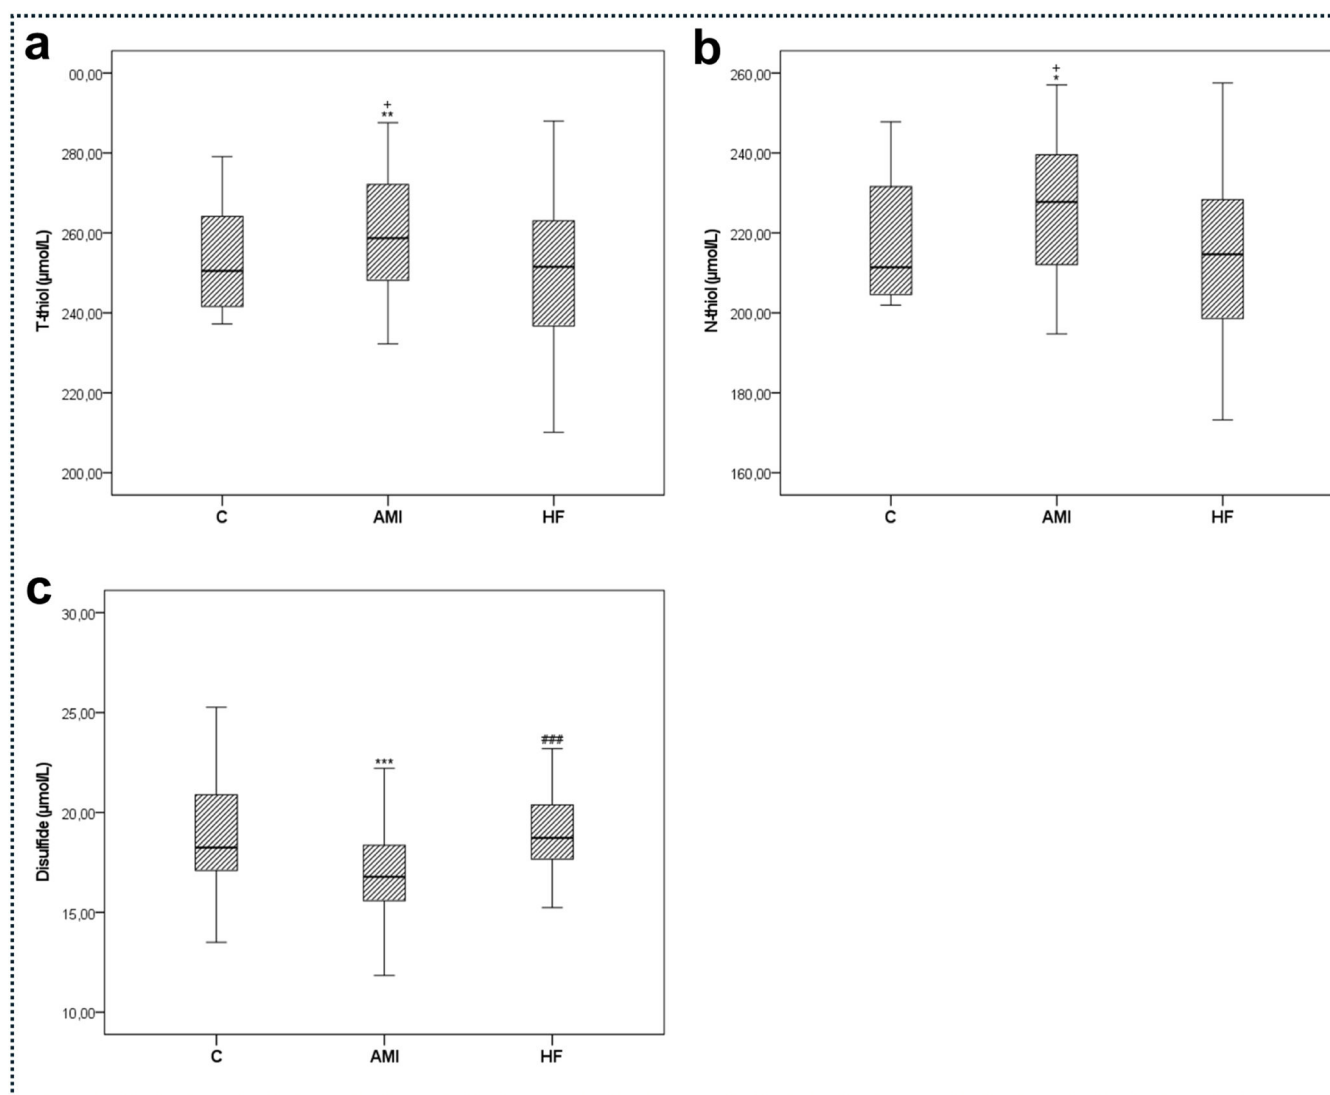 a
T-thiol (µmol/L)
00,00
280,00
260,00
240,00
220,00
200,00
+
**
C AMI HF
b
N-thiol (µmol/L)
260,00
240,00
220,00
200,00
180,00
160,00
+
*
C AMI HF
c
Disulfide (µmol/L)
30,00
25,00
20,00
15,00
10,00
***
###
C AMI HF